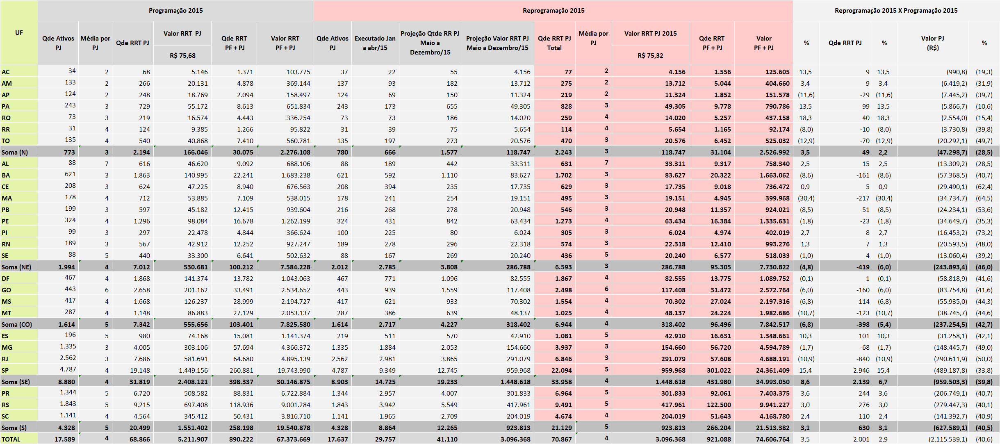 Programação 2015 Reprogramação 2015 Reprogramação 2015 X Programação 2015
UF Qde Ativos PJ Média por PJ Qde RRT PJ Valor RRT PJ Qde RRT PF + PJ Valor RRT PF + PJ Qde Ativos PJ Executado Jan a abr/15 Projeção Qtde RR PJ Maio a Dezembro/15 Projeção Valor RRT PJ Maio a Dezembro/15 Qde RRT PJ Total Média por PJ Valor RRT PJ 2015 Qde RRT PF + PJ Valor PF + PJ % Qde RRT PJ % Valor PJ (R$) %
R$ 75,68 R$ 75,32
AC 34 2 68 5.146 1.371 103.775 37 22 55 4.156 77 2 4.156 1.556 125.605 13,5 9 13,5 (990,8) (19,3)
AM 133 2 266 20.131 4.878 369.144 137 93 182 13.712 275 2 13.712 5.044 404.660 3,4 9 3,4 (6.419,2) (31,9)
AP 124 2 248 18.769 2.094 158.497 124 69 150 11.324 219 2 11.324 1.852 151.578 (11,6) -29 (11,6) (7.445,2) (39,7)
PA 243 3 729 55.172 8.613 651.834 243 173 655 49.305 828 3 49.305 9.778 790.786 13,5 99 13,5 (5.866,7) (10,6)
RO 73 3 219 16.574 4.443 336.254 73 73 186 14.020 259 4 14.020 5.257 437.158 18,3 40 18,3 (2.554,0) (15,4)
RR 31 4 124 9.385 1.266 95.822 31 39 75 5.654 114 4 5.654 1.165 92.174 (8,0) -10 (8,0) (3.730,8) (39,8)
TO 135 4 540 40.868 7.410 560.781 135 197 273 20.576 470 3 20.576 6.452 525.032 (12,9) -70 (12,9) (20.292,1) (49,7)
Soma (N) 773 3 2.194 166.046 30.075 2.276.108 780 666 1.577 118.747 2.243 3 118.747 31.104 2.526.992 3,5 49 2,2 (47.298,7) (28,5)
AL 88 7 616 46.620 9.092 688.106 88 189 442 33.311 631 7 33.311 9.317 758.340 2,5 15 2,5 (13.309,2) (28,5)
BA 621 3 1.863 140.995 22.241 1.683.238 621 592 1.110 83.627 1.702 3 83.627 20.322 1.663.062 (8,6) -161 (8,6) (57.368,5) (40,7)
CE 208 3 624 47.225 8.940 676.563 208 394 235 17.735 629 3 17.735 9.018 736.472 0,9 5 0,9 (29.490,1) (62,4)
MA 178 4 712 53.885 7.109 538.015 178 241 254 19.151 495 3 19.151 4.945 399.968 (30,4) -217 (30,4) (34.734,7) (64,5)
PB 199 3 597 45.182 12.415 939.604 216 268 278 20.948 546 3 20.948 11.357 924.021 (8,5) -51 (8,5) (24.234,1) (53,6)
PE 324 4 1.296 98.084 16.678 1.262.199 324 431 842 63.434 1.273 4 63.434 16.384 1.335.631 (1,8) -23 (1,8) (34.649,7) (35,3)
PI 99 3 297 22.478 4.844 366.624 100 225 80 6.024 305 3 6.024 4.974 402.019 2,7 8 2,7 (16.453,2) (73,2)
RN 189 3 567 42.912 12.252 927.247 189 278 296 22.318 574 3 22.318 12.410 993.276 1,3 7 1,3 (20.593,5) (48,0)
SE 88 5 440 33.300 6.641 502.632 88 167 269 20.240 436 5 20.240 6.577 518.033 (1,0) -4 (1,0) (13.060,4) (39,2)
Soma (NE) 1.994 4 7.012 530.681 100.212 7.584.228 2.012 2.785 3.808 286.788 6.593 3 286.788 95.305 7.730.822 (4,8) -419 (6,0) (243.893,4) (46,0)
DF 467 4 1.868 141.374 13.782 1.043.063 467 771 1.096 82.555 1.867 4 82.555 13.775 1.089.752 (0,1) -1 (0,1) (58.818,9) (41,6)
GO 443 6 2.658 201.162 33.491 2.534.652 443 939 1.559 117.408 2.498 6 117.408 31.472 2.572.764 (6,0) -160 (6,0) (83.754,8) (41,6)
MS 417 4 1.668 126.237 28.999 2.194.727 417 621 933 70.302 1.554 4 70.302 27.024 2.197.316 (6,8) -114 (6,8) (55.935,0) (44,3)
MT 287 4 1.148 86.883 27.129 2.053.137 287 386 639 48.137 1.025 4 48.137 24.224 1.982.686 (10,7) -123 (10,7) (38.745,7) (44,6)
Soma (CO) 1.614 5 7.342 555.656 103.401 7.825.580 1.614 2.717 4.227 318.402 6.944 4 318.402 96.496 7.842.517 (6,8) -398 (5,4) (237.254,5) (42,7)
ES 196 5 980 74.168 15.081 1.141.374 219 511 570 42.910 1.081 5 42.910 16.631 1.348.661 10,3 101 10,3 (31.258,1) (42,1)
MG 1.335 3 4.005 303.106 57.694 4.366.372 1.335 1.884 2.053 154.660 3.937 3 154.660 56.720 4.594.789 (1,7) -68 (1,7) (148.445,7) (49,0)
RJ 2.562 3 7.686 581.691 64.680 4.895.139 2.562 2.981 3.865 291.079 6.846 3 291.079 57.608 4.688.191 (10,9) -840 (10,9) (290.611,9) (50,0)
SP 4.787 4 19.148 1.449.156 260.881 19.743.990 4.787 9.349 12.745 959.968 22.094 5 959.968 301.022 24.361.409 15,4 2.946 15,4 (489.187,8) (33,8)
Soma (SE) 8.880 4 31.819 2.408.121 398.337 30.146.875 8.903 14.725 19.233 1.448.618 33.958 4 1.448.618 431.980 34.993.050 8,6 2.139 6,7 (959.503,3) (39,8)
PR 1.344 5 6.720 508.582 88.831 6.722.884 1.344 2.957 4.007 301.833 6.964 5 301.833 92.061 7.403.375 3,6 244 3,6 (206.749,1) (40,7)
RS 1.843 5 9.215 697.408 118.936 9.001.284 1.843 3.942 5.549 417.961 9.491 5 417.961 122.500 9.941.227 3,0 276 3,0 (279.447,3) (40,1)
SC 1.141 4 4.564 345.412 50.431 3.816.710 1.141 1.965 2.709 204.019 4.674 4 204.019 51.643 4.168.780 2,4 110 2,4 (141.392,7) (40,9)
Soma (S) 4.328 5 20.499 1.551.402 258.198 19.540.878 4.328 8.864 12.265 923.813 21.129 5 923.813 266.204 21.513.382 3,1 630 3,1 (627.589,1) (40,5)
TOTAL 17.589 4 68.866 5.211.907 890.222 67.373.669 17.637 29.757 41.110 3.096.368 70.867 4 3.096.368 921.088 74.606.764 3,5 2.001 2,9 (2.115.539,1) (40,6)